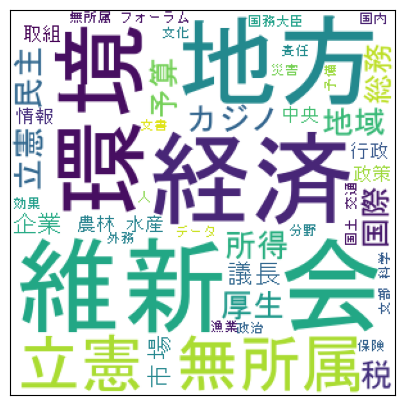 無所属 フォーラム
国務大臣
国内
取組
文化
責任
環境
地方
総務
立憲 民主
予算
災害
予備
情報
カジノ
中央
地域
文書
経済
行政
政策
国際
効果
人
企業
農林 水産
データ
分野
国土 交通
外務
所得
維新
会
議長
文部 科学
厚生
漁業
政治
市場
保険
立憲
無所属
税